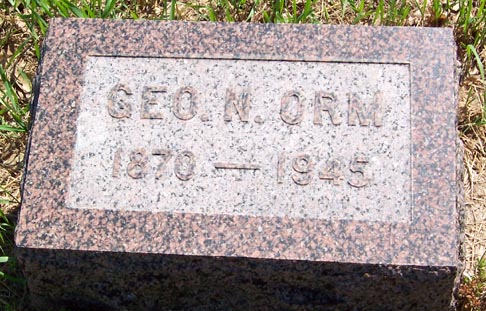 GEO. N. ORM
1870 — 1945